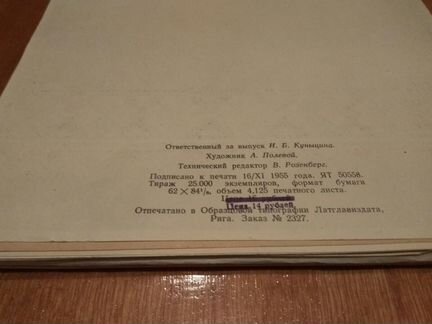 Ответственный за выпуск И. Б. Куницына.
Художник А. Полевой.
Технический редактор В. Розенберг.
Подписано к печати 16/XI 1955 года. ЯТ 50558.
Тираж 25.000 экземпляров, формат бумаги
62 × 84¹/₈, объем 4,125 печатного листа.
Цена 14 рублей
Отпечатано в Образцовой типографии Латглавиздата,
Рига. Заказ № 2327.